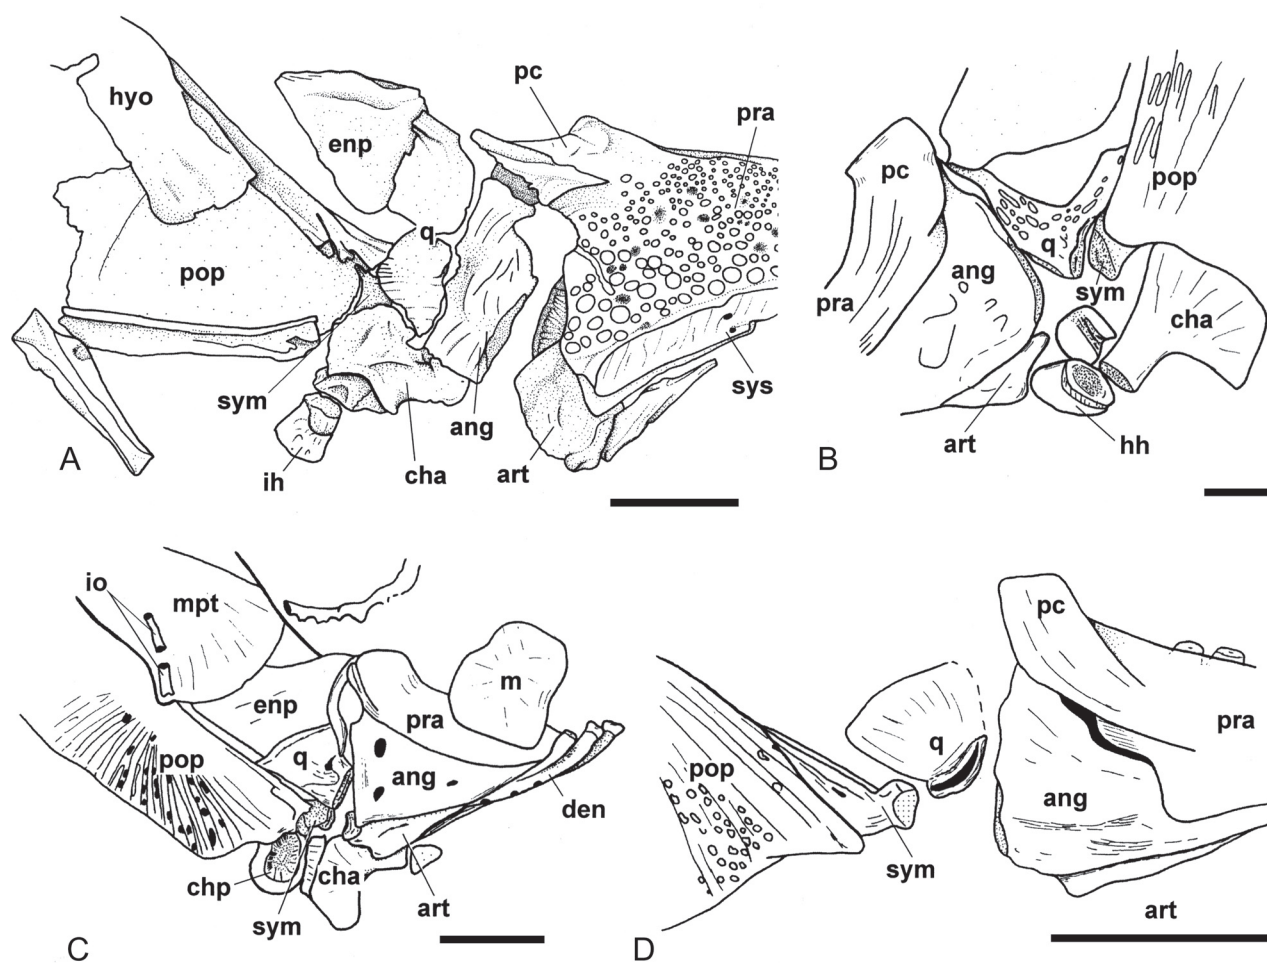 hyo
enp
pc
pra
pop
q
sym
ih
cha
ang
art
sys
A
pc
pra
ang
q
sym
pop
cha
art
hh
B
io
mpt
enp
pop
q
pra
m
ang
den
chp
sym
cha
art
C
pop
q
sym
pc
pra
ang
art
D